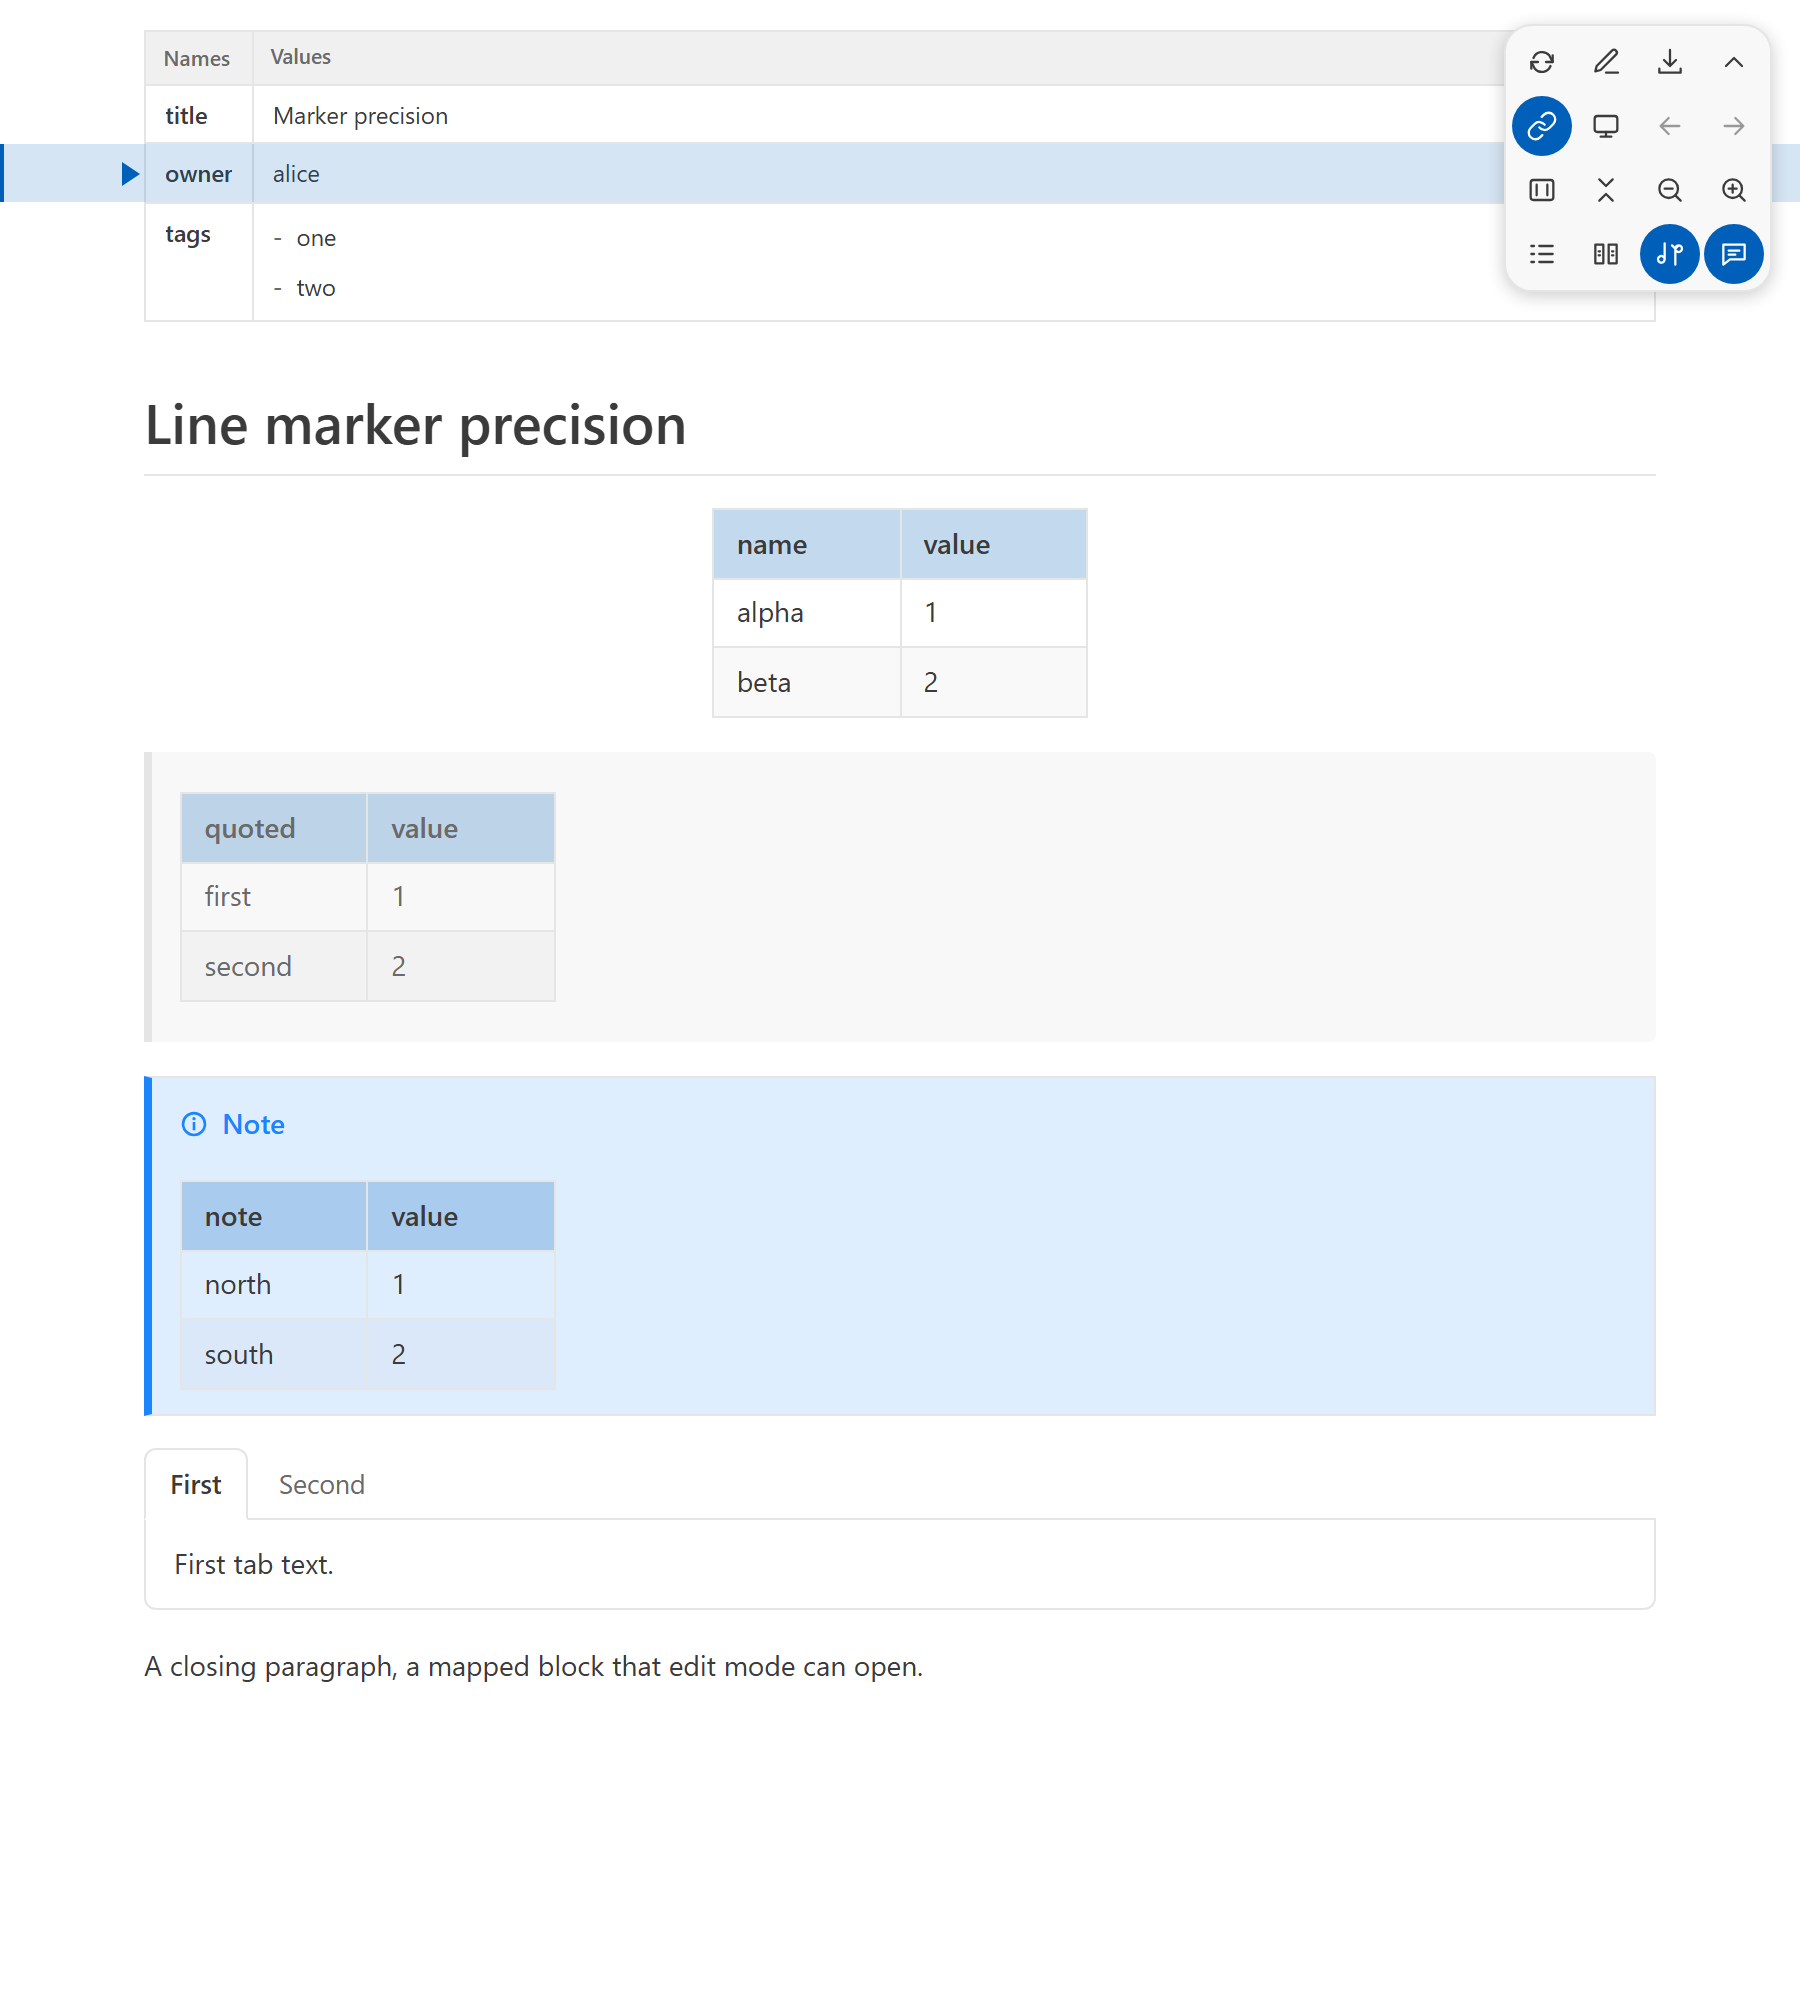 Names Values
title Marker precision
owner alice
tags - one
- two
Line marker precision
name value
alpha 1
beta 2
quoted value
first 1
second 2
Note
note value
north 1
south 2
First Second
First tab text.
A closing paragraph, a mapped block that edit mode can open.